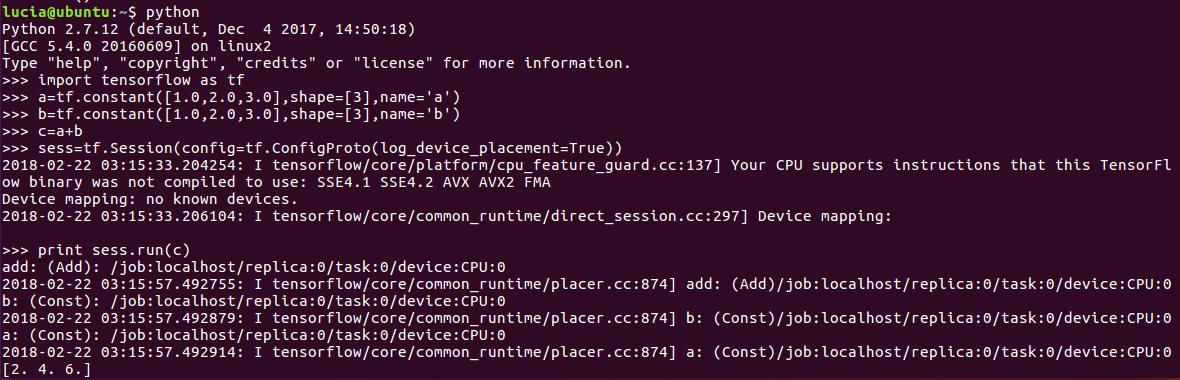 lucia@ubuntu:~$ python
Python 2.7.12 (default, Dec  4 2017, 14:50:18)
[GCC 5.4.0 20160609] on linux2
Type "help", "copyright", "credits" or "license" for more information.
>>> import tensorflow as tf
>>> a=tf.constant([1.0,2.0,3.0],shape=[3],name='a')
>>> b=tf.constant([1.0,2.0,3.0],shape=[3],name='b')
>>> c=a+b
>>> sess=tf.Session(config=tf.ConfigProto(log_device_placement=True))
2018-02-22 03:15:33.204254: I tensorflow/core/platform/cpu_feature_guard.cc:137] Your CPU supports instructions that this TensorFl
ow binary was not compiled to use: SSE4.1 SSE4.2 AVX AVX2 FMA
Device mapping: no known devices.
2018-02-22 03:15:33.206104: I tensorflow/core/common_runtime/direct_session.cc:297] Device mapping:
>>> print sess.run(c)
add: (Add): /job:localhost/replica:0/task:0/device:CPU:0
2018-02-22 03:15:57.492755: I tensorflow/core/common_runtime/placer.cc:874] add: (Add)/job:localhost/replica:0/task:0/device:CPU:0
b: (Const): /job:localhost/replica:0/task:0/device:CPU:0
2018-02-22 03:15:57.492879: I tensorflow/core/common_runtime/placer.cc:874] b: (Const)/job:localhost/replica:0/task:0/device:CPU:0
a: (Const): /job:localhost/replica:0/task:0/device:CPU:0
2018-02-22 03:15:57.492914: I tensorflow/core/common_runtime/placer.cc:874] a: (Const)/job:localhost/replica:0/task:0/device:CPU:0
[2. 4. 6.]